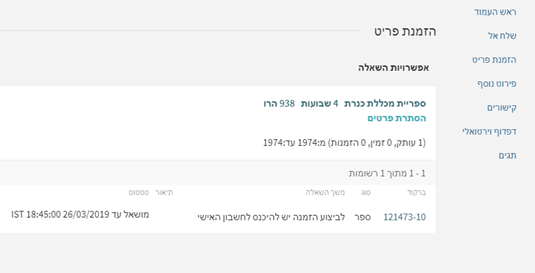 ראש העמוד
שלח אל
הזמנת פריט
פירוט נוסף
קישורים
דפדוף וירטואלי
תגים
הזמנת פריט
אפשרויות השאלה
ספריית מכללת כנרת 4 שבועות 938 הרו
הסתרת פרטים
(1 עותק, 0 זמין, 0 הזמנות) מ:1974 עד:1974
1 - 1 מתוך 1 רשומות
ברקוד סוג משך השאלה תיאור סטטוס
121473-10 ספר לביצוע הזמנה יש להיכנס לחשבון האישי מושאל עד 26/03/2019 18:45:00 IST